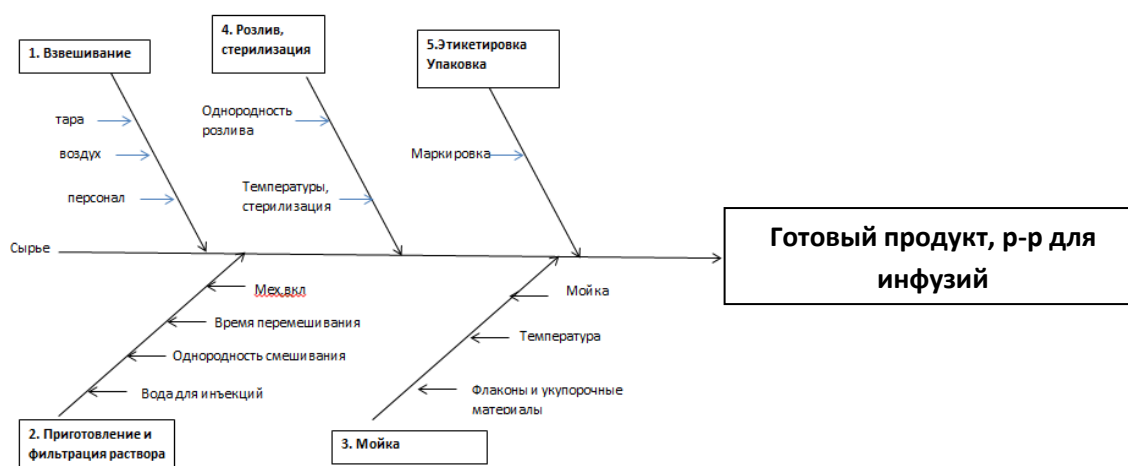 1. Взвешивание
4. Розлив,
стерилизация
5.Этикетировка
Упаковка
тара
воздух
персонал
Однородность
розлива
Температуры,
стерилизация
Маркировка
Сырье
Готовый продукт, р-р для
инфузий
Мех.вкл
Время перемешивания
Однородность смешивания
Вода для инъекций
Мойка
Температура
Флаконы и укупорочные
материалы
2. Приготовление и
фильтрация раствора
3. Мойка